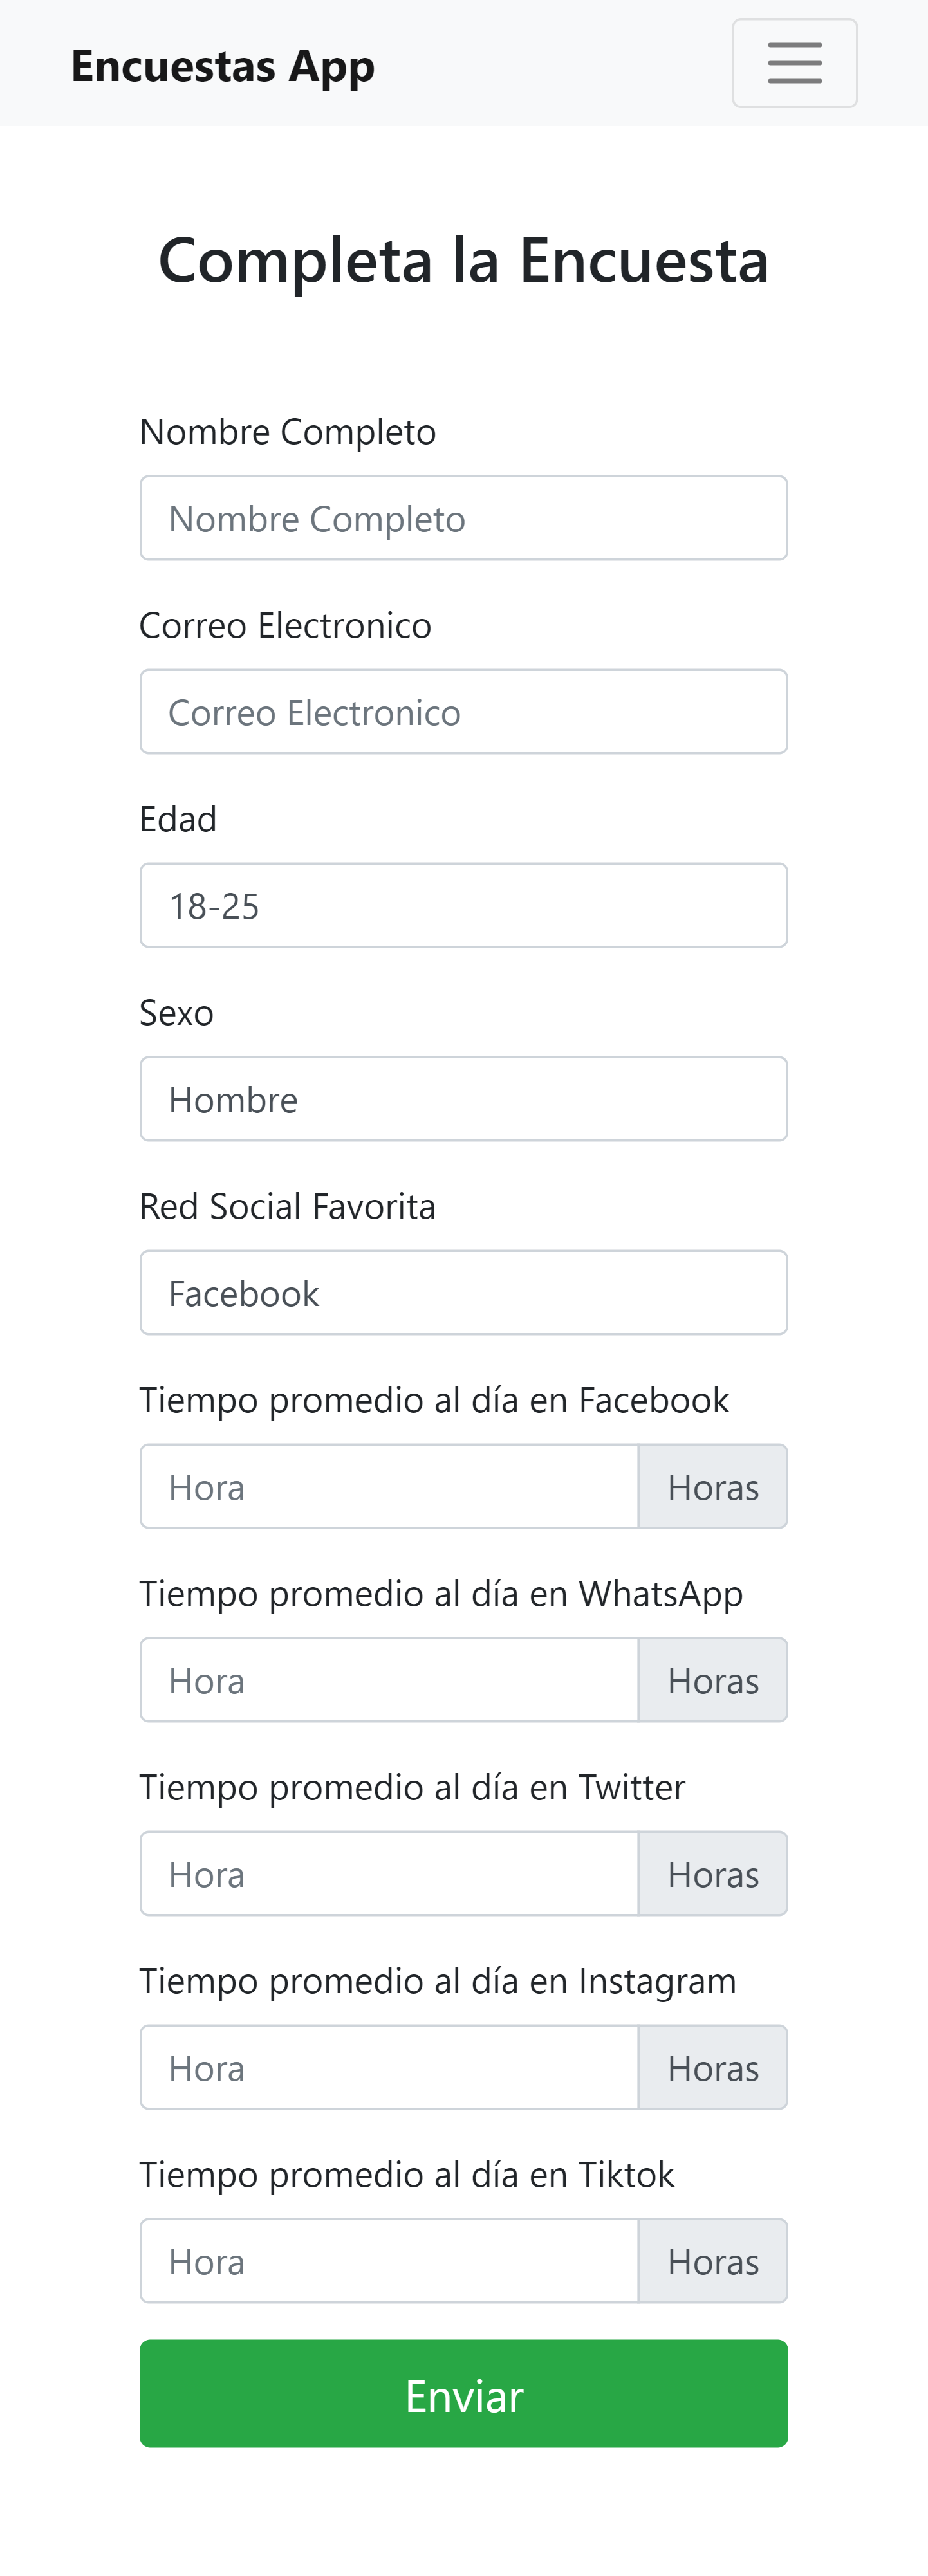 Encuestas App
Completa la Encuesta
Nombre Completo
Nombre Completo
Correo Electronico
Correo Electronico
Edad
18-25
Sexo
Hombre
Red Social Favorita
Facebook
Tiempo promedio al día en Facebook
Hora Horas
Tiempo promedio al día en WhatsApp
Hora Horas
Tiempo promedio al día en Twitter
Hora Horas
Tiempo promedio al día en Instagram
Hora Horas
Tiempo promedio al día en Tiktok
Hora Horas
Enviar